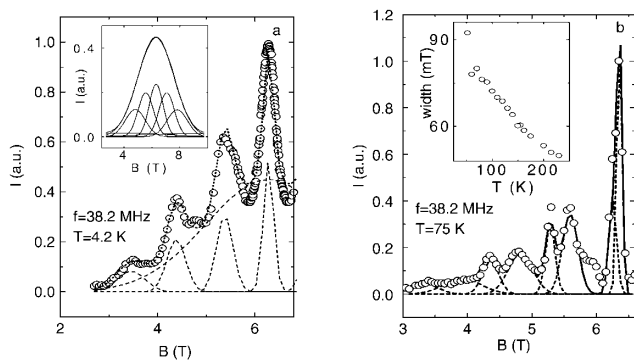 a
1.0
0.8
0.6
0.4
0.2
0.0
I (a.u.)
2
4
6
B (T)
f=38.2 MHz
T=4.2 K
0.4
0.0
I (a.u.)
4
6
8
B (T)
b
1.2
1.0
0.8
0.6
0.4
0.2
0.0
I (a.u.)
3
4
5
6
B (T)
f=38.2 MHz
T=75 K
90
60
width (mT)
100
200
T (K)